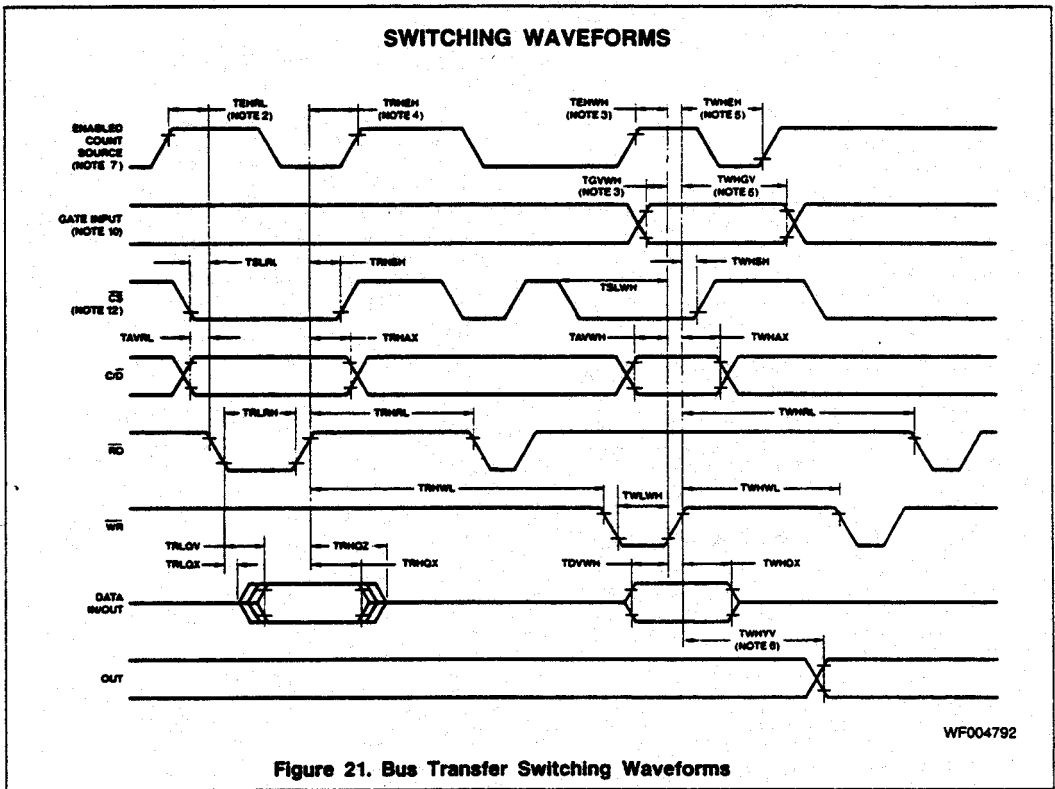 SWITCHING WAVEFORMS
TEHRL
(NOTE 2)
TRHEH
(NOTE 4)
TEHWH
(NOTE 3)
TWHEH
(NOTE 5)
ENABLED
COUNT
SOURCE
(NOTE 7)
TGVWH
(NOTE 3)
TWHGV
(NOTE 5)
GATE INPUT
(NOTE 10)
TSLRL
TRHSH
TSLWH
TWHSH
CS
(NOTE 12)
TAVRL
TRHAX
TAVWH
TWHAX
C/D
TRLRH
TRHRL
TWHRL
RD
TRHWL
TWLWH
TWHWL
WR
TRLQV
TRHQZ
TRLQX
TRHQX
TDVWH
TWHDX
DATA
IN/OUT
TWHYV
(NOTE 6)
OUT
WF004792
Figure 21. Bus Transfer Switching Waveforms